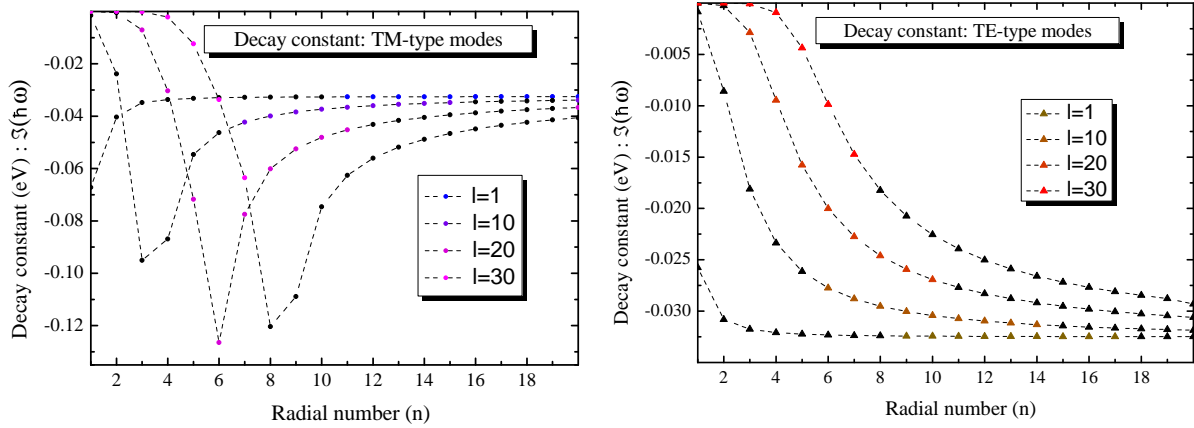 Decay constant: TM-type modes
Decay constant (eV) : ℑ(ħω)
-0.02
-0.04
-0.06
-0.08
-0.10
-0.12
l=1
l=10
l=20
l=30
2 4 6 8 10 12 14 16 18
Radial number (n)
Decay constant: TE-type modes
Decay constant (eV) : ℑ(ħω)
-0.005
-0.010
-0.015
-0.020
-0.025
-0.030
l=1
l=10
l=20
l=30
2 4 6 8 10 12 14 16 18
Radial number (n)